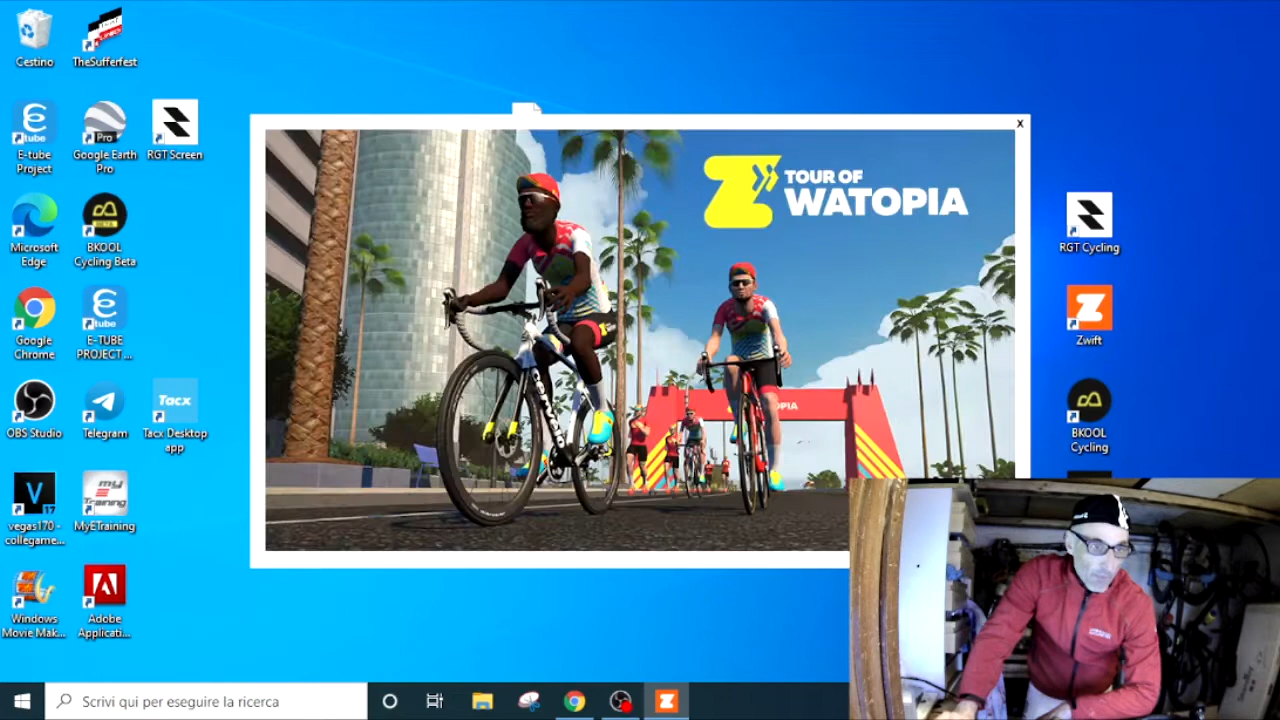 Cestino
TheSufferfest
E-tube
Project
Google Earth
Pro
RGT Screen
Microsoft
Edge
BKOOL
Cycling Beta
Google
Chrome
E-TUBE
PROJECT ...
OBS Studio
Telegram
Tacx
Tacx Desktop
app
vegas170 -
collegame...
MyETraining
Windows
Movie Mak...
Adobe
Applicati...
x
TOUR OF
WATOPIA
RGT Cycling
Zwift
BKOOL
Cycling
Scrivi qui per eseguire la ricerca